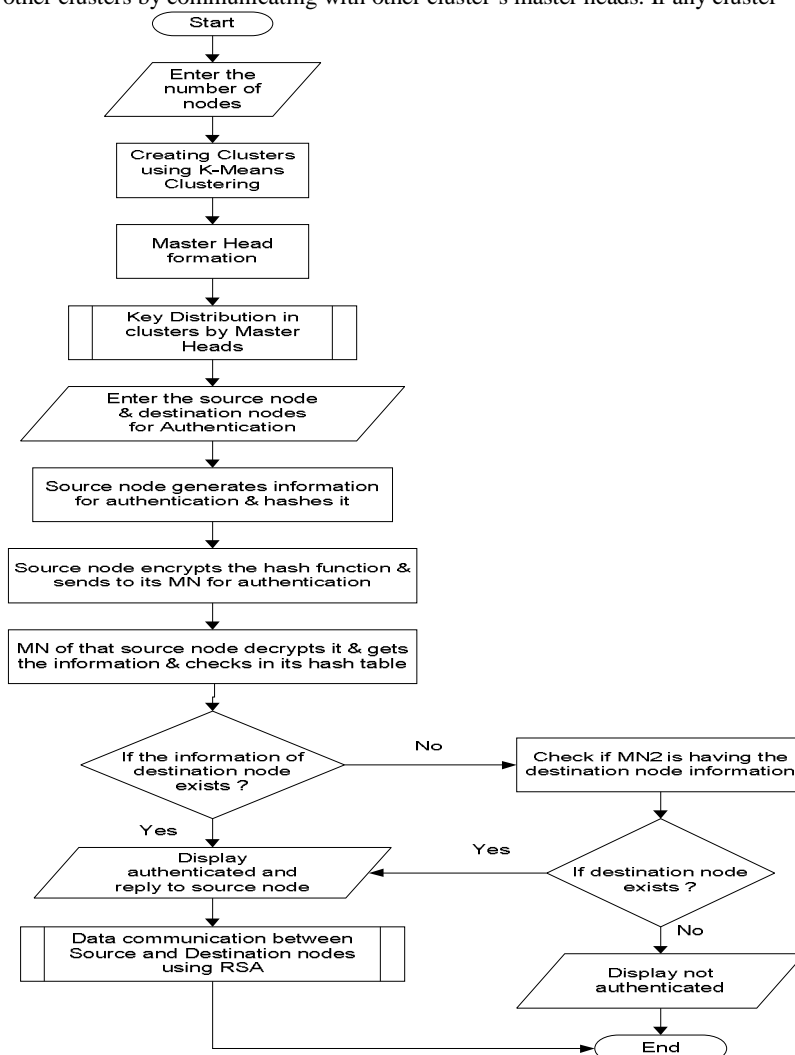 other clusters by communicating with other cluster's master heads. If any cluster
Start
Enter the
number of
nodes
Creating Clusters
using K-Means
Clustering
Master Head
formation
Key Distribution in
clusters by Master
Heads
Enter the source node
& destination nodes
for Authentication
Source node generates information
for authentication & hashes it
Source node encrypts the hash function &
sends to its MN for authentication
MN of that source node decrypts it & gets
the information & checks in its hash table
If the information of
destination node
exists ?
No
Check if MN2 is having the
destination node information
Yes
Display
authenticated and
reply to source node
Yes
If destination node
exists ?
No
Data communication between
Source and Destination nodes
using RSA
Display not
authenticated
End